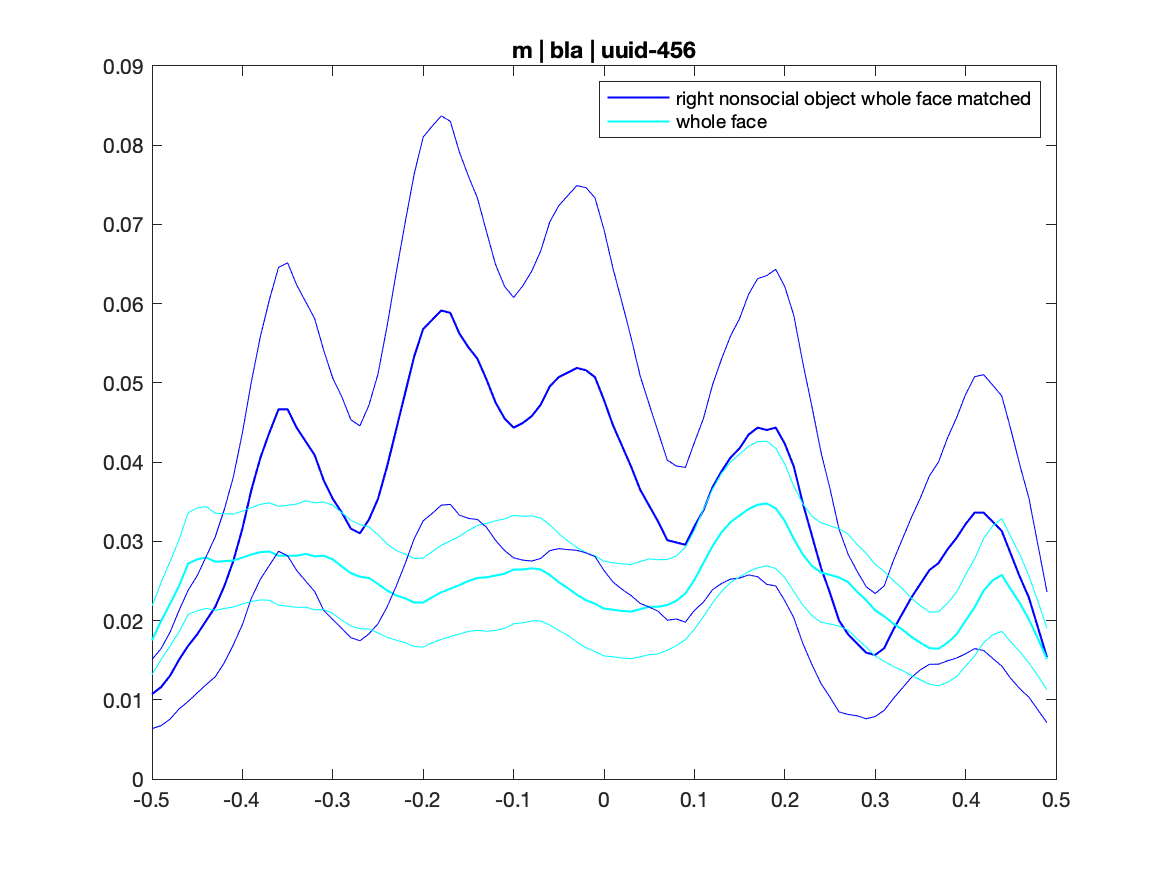 m | bla | uuid-456
0.09
right nonsocial object whole face matched
whole face
0.08
0.07
0.06
0.05
0.04
0.03
0.02
0.01
0
-0.5 -0.4 -0.3 -0.2 -0.1 0 0.1 0.2 0.3 0.4 0.5